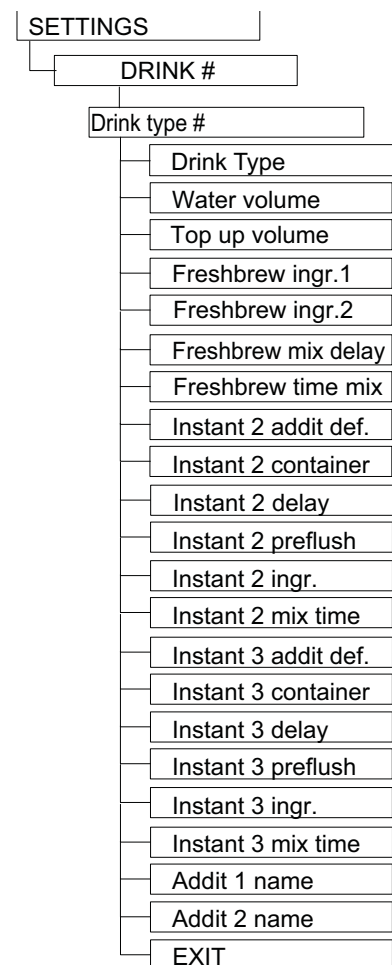 SETTINGS
DRINK #
Drink type #
Drink Type
Water volume
Top up volume
Freshbrew ingr.1
Freshbrew ingr.2
Freshbrew mix delay
Freshbrew time mix
Instant 2 addit def.
Instant 2 container
Instant 2 delay
Instant 2 preflush
Instant 2 ingr.
Instant 2 mix time
Instant 3 addit def.
Instant 3 container
Instant 3 delay
Instant 3 preflush
Instant 3 ingr.
Instant 3 mix time
Addit 1 name
Addit 2 name
EXIT